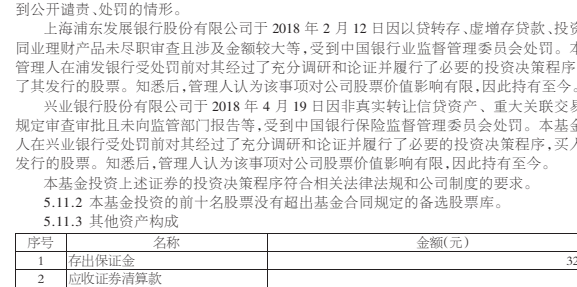 到公开谴责、处罚的情形。
上海浦东发展银行股份有限公司于 2018 年 2 月 12 日因以贷转存、虚增存贷款、投资
同业理财产品未尽职审查且涉及金额较大等,受到中国银行业监督管理委员会处罚。本
管理人在浦发银行受处罚前对其经过了充分调研和论证并履行了必要的投资决策程序
了其发行的股票。知悉后,管理人认为该事项对公司股票价值影响有限,因此持有至今。
兴业银行股份有限公司于 2018 年 4 月 19 日因非真实转让信贷资产、重大关联交易
规定审查审批且未向监管部门报告等,受到中国银行保险监督管理委员会处罚。本基金
人在兴业银行受处罚前对其经过了充分调研和论证并履行了必要的投资决策程序,买入
发行的股票。知悉后,管理人认为该事项对公司股票价值影响有限,因此持有至今。
本基金投资上述证券的投资决策程序符合相关法律法规和公司制度的要求。
5.11.2 本基金投资的前十名股票没有超出基金合同规定的备选股票库。
5.11.3 其他资产构成
序号 名称 金额(元)
1 存出保证金 32
2 应收证券清算款